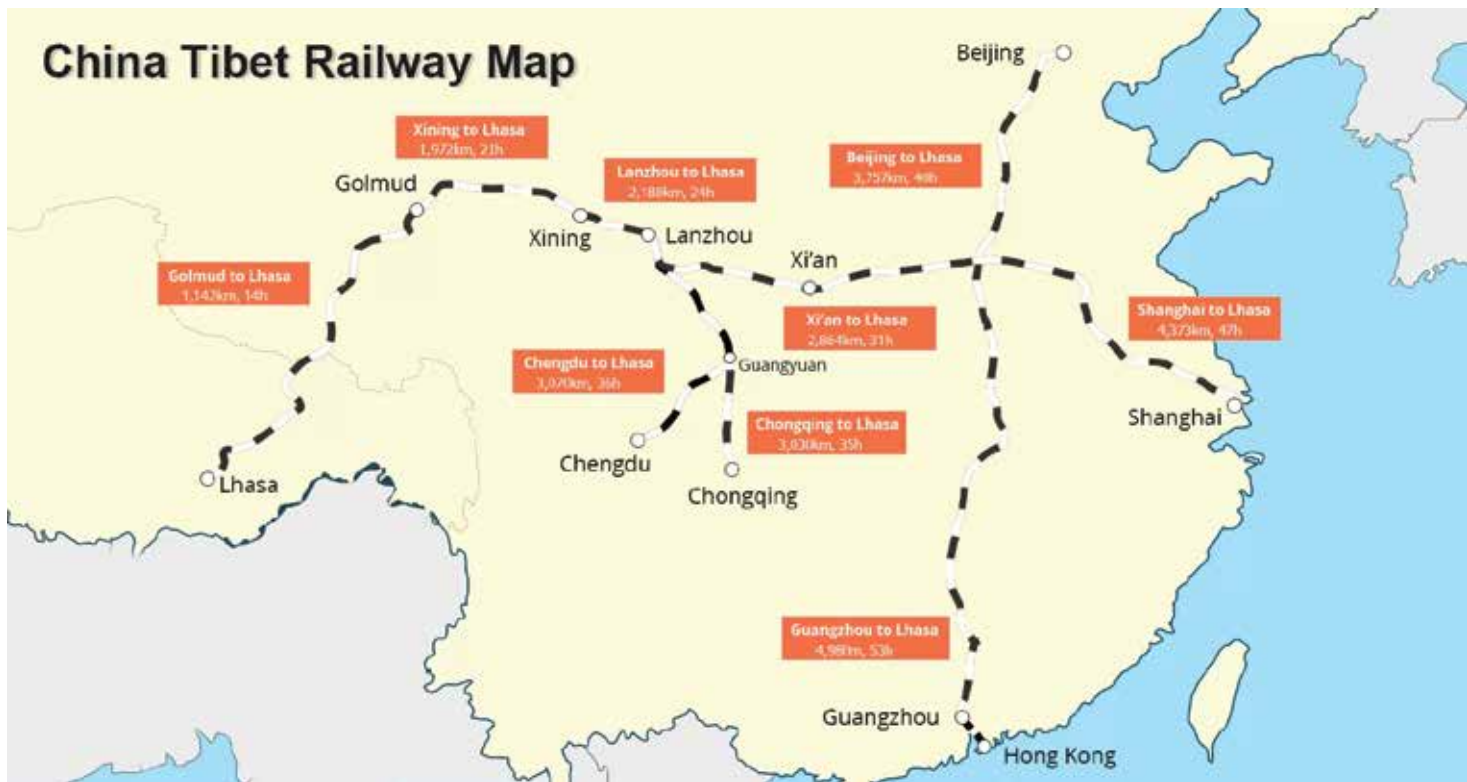 China Tibet Railway Map
Beijing
Xining to Lhasa
1,972km, 21h
Beijing to Lhasa
3,757km, 40h
Lanzhou to Lhasa
2,188km, 24h
Golmud
Xining
Lanzhou
Xi'an
Golmud to Lhasa
1,142km, 14h
Xi'an to Lhasa
2,864km, 31h
Shanghai to Lhasa
4,373km, 47h
Chengdu to Lhasa
3,070km, 36h
Guangyuan
Shanghai
Chongqing to Lhasa
3,030km, 35h
Chengdu
Lhasa
Chongqing
Guangzhou to Lhasa
53h
Guangzhou
Hong Kong